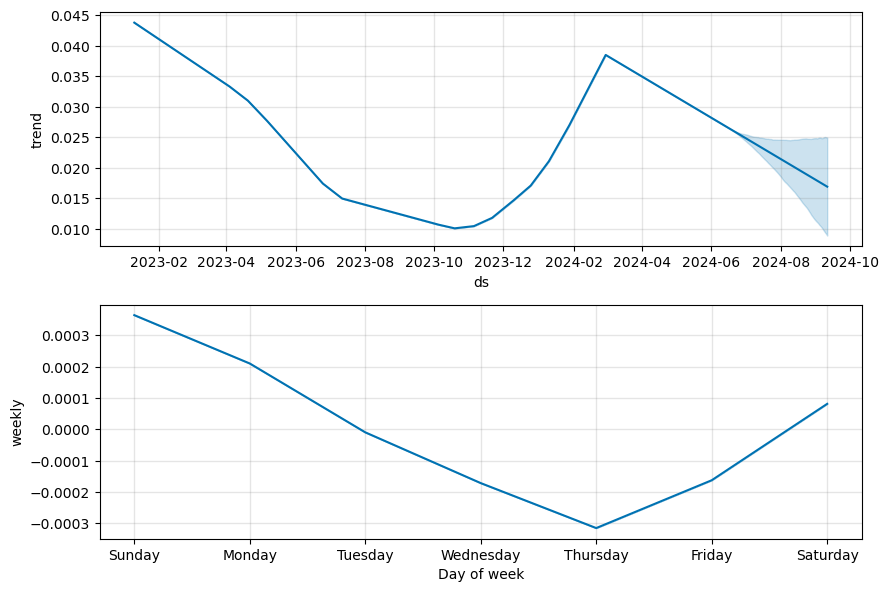 0.045
0.040
0.035
0.030
0.025
0.020
0.015
0.010
trend
2023-02 2023-04 2023-06 2023-08 2023-10 2023-12 2024-02 2024-04 2024-06 2024-08 2024-10
ds
0.0003
0.0002
0.0001
0.0000
−0.0001
−0.0002
−0.0003
weekly
Sunday Monday Tuesday Wednesday Thursday Friday Saturday
Day of week